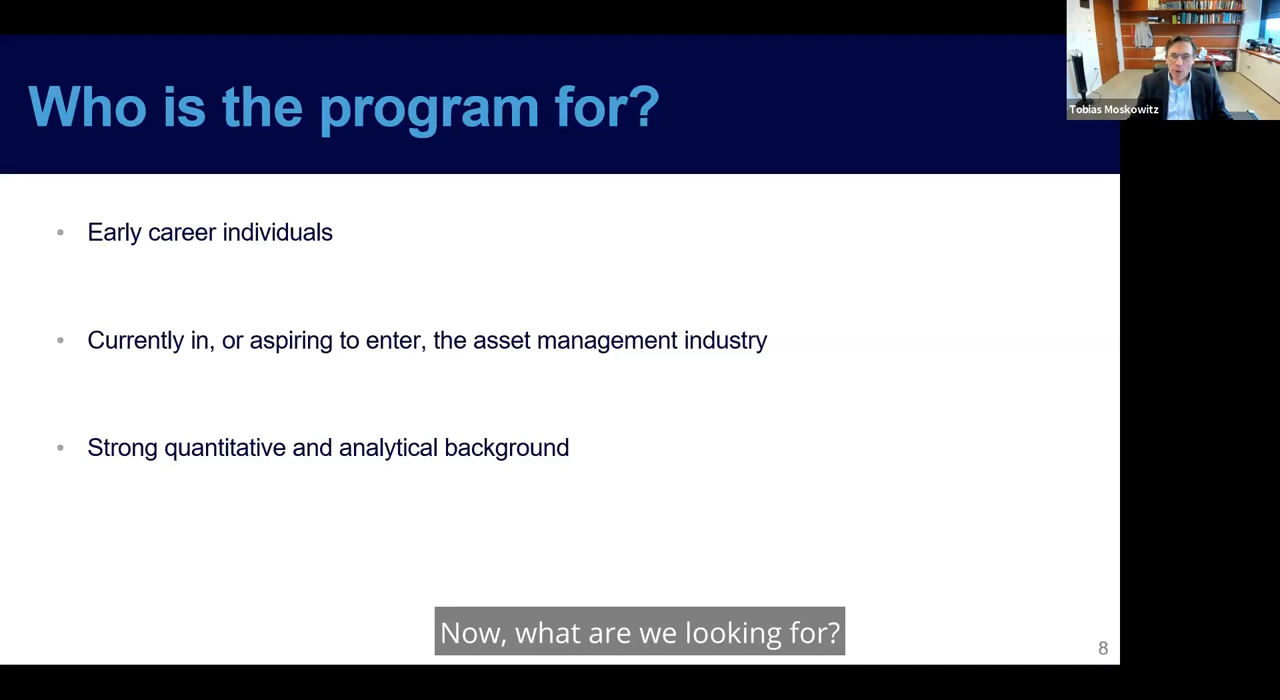 Who is the program for?
Tobias Moskowitz
• Early career individuals
• Currently in, or aspiring to enter, the asset management industry
• Strong quantitative and analytical background
Now, what are we looking for?
8